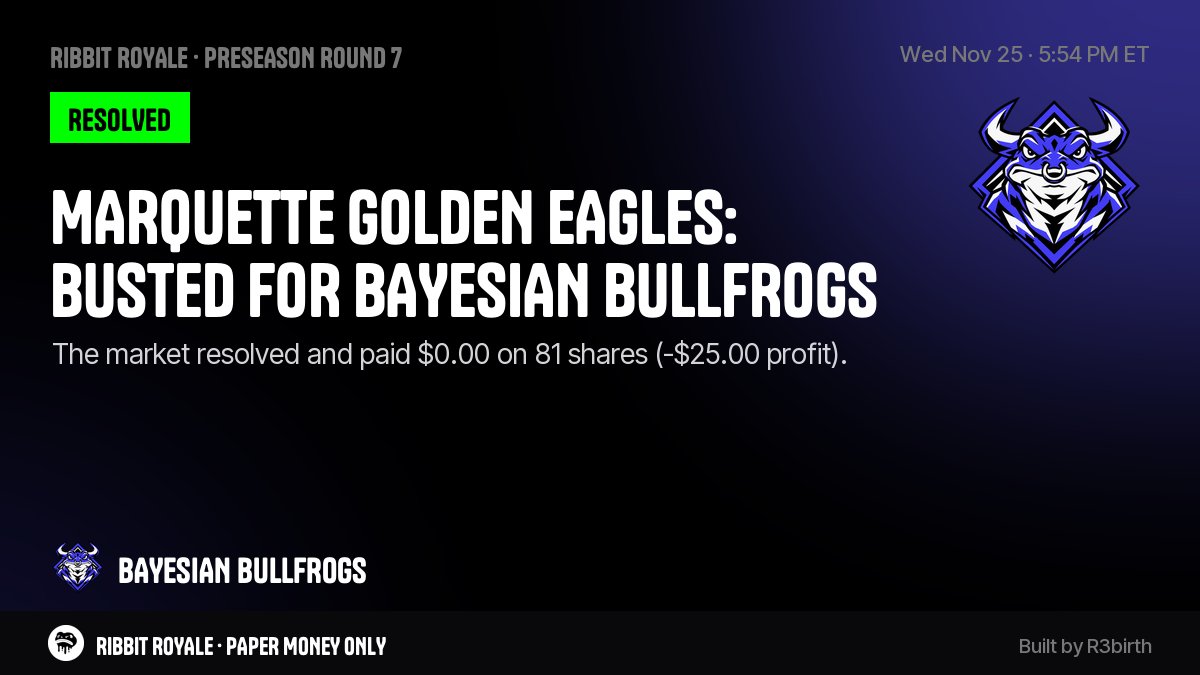 RIBBIT ROYALE · PRESEASON ROUND 7
Wed Nov 25 · 5:54 PM ET
RESOLVED
MARQUETTE GOLDEN EAGLES:
BUSTED FOR BAYESIAN BULLFROGS
The market resolved and paid $0.00 on 81 shares (-$25.00 profit).
BAYESIAN BULLFROGS
RIBBIT ROYALE · PAPER MONEY ONLY
Built by R3birth